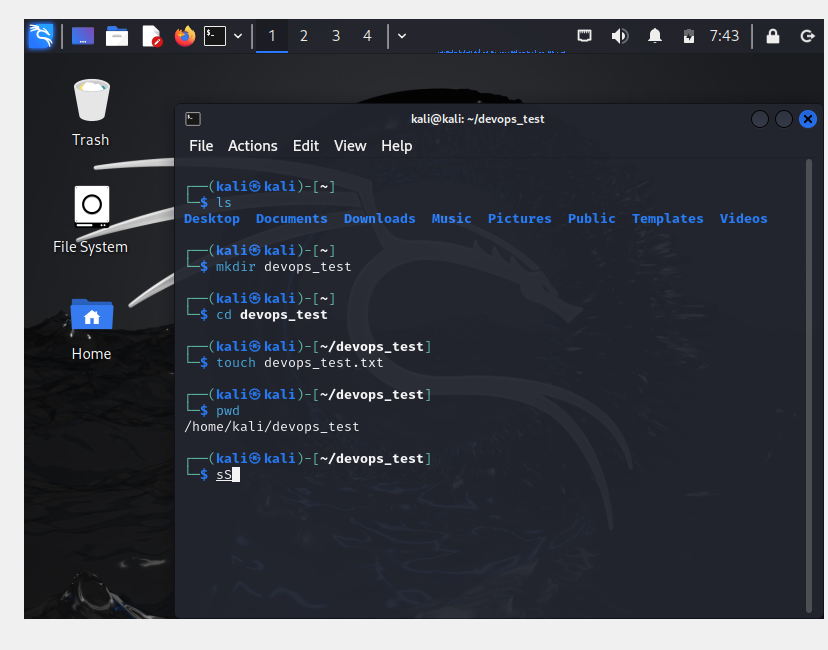 1 2 3 4 7:43
Trash
File System
Home
kali@kali: ~/devops_test
File Actions Edit View Help
┌──(kali㉿kali)-[~]
└─$ ls
Desktop Documents Downloads Music Pictures Public Templates Videos
┌──(kali㉿kali)-[~]
└─$ mkdir devops_test
┌──(kali㉿kali)-[~]
└─$ cd devops_test
┌──(kali㉿kali)-[~/devops_test]
└─$ touch devops_test.txt
┌──(kali㉿kali)-[~/devops_test]
└─$ pwd
/home/kali/devops_test
┌──(kali㉿kali)-[~/devops_test]
└─$ sS